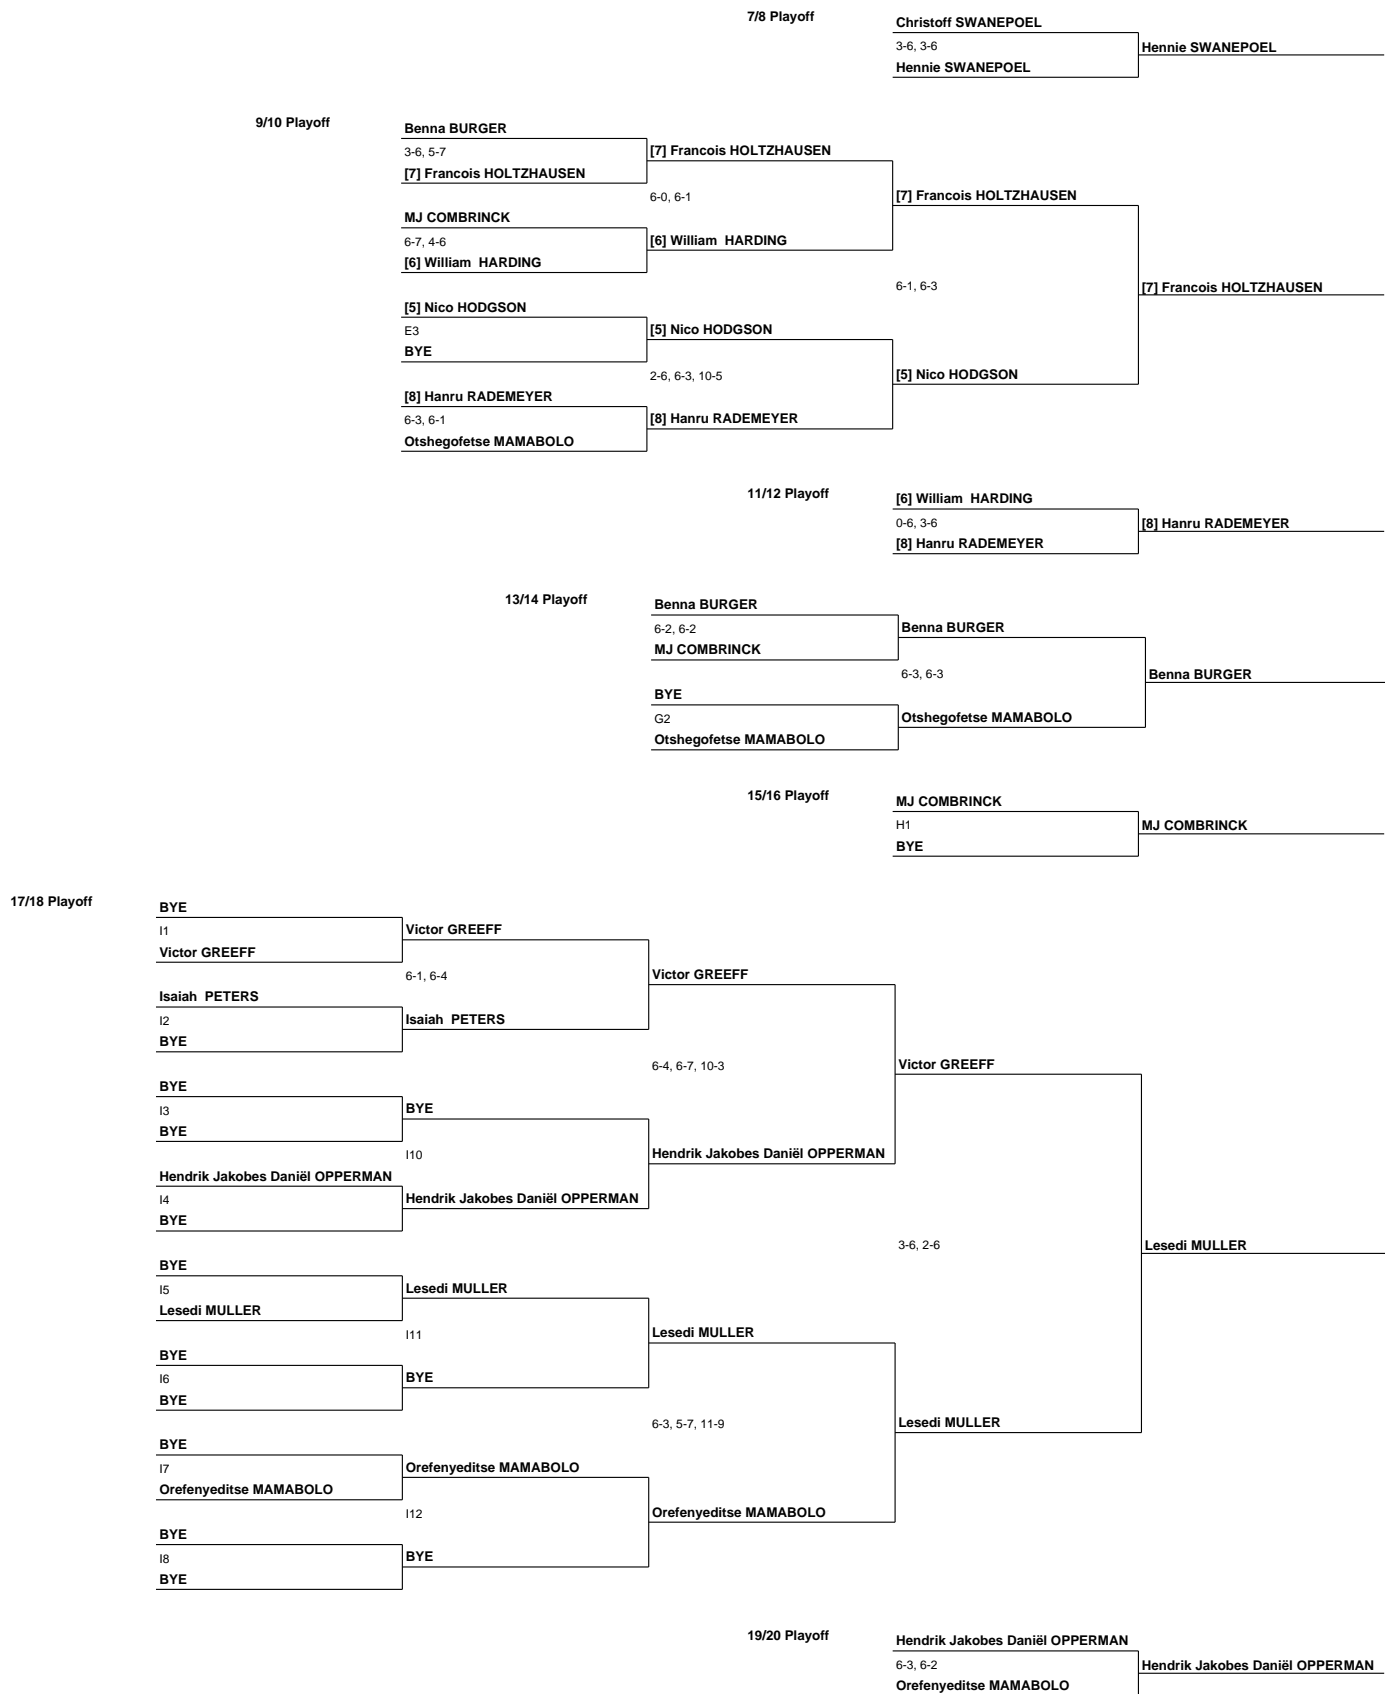 7/8 Playoff
Christoff SWANEPOEL
3-6, 3-6
Hennie SWANEPOEL
Hennie SWANEPOEL
9/10 Playoff
Benna BURGER
3-6, 5-7
[7] Francois HOLTZHAUSEN
[7] Francois HOLTZHAUSEN
6-0, 6-1
[7] Francois HOLTZHAUSEN
MJ COMBRINCK
6-7, 4-6
[6] William  HARDING
[6] William  HARDING
6-1, 6-3
[7] Francois HOLTZHAUSEN
[5] Nico HODGSON
E3
[5] Nico HODGSON
BYE
2-6, 6-3, 10-5
[5] Nico HODGSON
[8] Hanru RADEMEYER
6-3, 6-1
[8] Hanru RADEMEYER
Otshegofetse MAMABOLO
11/12 Playoff
[6] William  HARDING
0-6, 3-6
[8] Hanru RADEMEYER
[8] Hanru RADEMEYER
13/14 Playoff
Benna BURGER
6-2, 6-2
Benna BURGER
MJ COMBRINCK
6-3, 6-3
Benna BURGER
BYE
G2
Otshegofetse MAMABOLO
Otshegofetse MAMABOLO
15/16 Playoff
MJ COMBRINCK
H1
MJ COMBRINCK
BYE
17/18 Playoff
BYE
I1
Victor GREEFF
Victor GREEFF
6-1, 6-4
Victor GREEFF
Isaiah  PETERS
I2
Isaiah  PETERS
BYE
6-4, 6-7, 10-3
Victor GREEFF
BYE
I3
BYE
BYE
I10
Hendrik Jakobes Daniël OPPERMAN
Hendrik Jakobes Daniël OPPERMAN
I4
Hendrik Jakobes Daniël OPPERMAN
BYE
3-6, 2-6
Lesedi MULLER
BYE
I5
Lesedi MULLER
Lesedi MULLER
I11
Lesedi MULLER
BYE
I6
BYE
BYE
6-3, 5-7, 11-9
Lesedi MULLER
BYE
I7
Orefenyeditse MAMABOLO
Orefenyeditse MAMABOLO
I12
Orefenyeditse MAMABOLO
BYE
I8
BYE
BYE
19/20 Playoff
Hendrik Jakobes Daniël OPPERMAN
6-3, 6-2
Hendrik Jakobes Daniël OPPERMAN
Orefenyeditse MAMABOLO